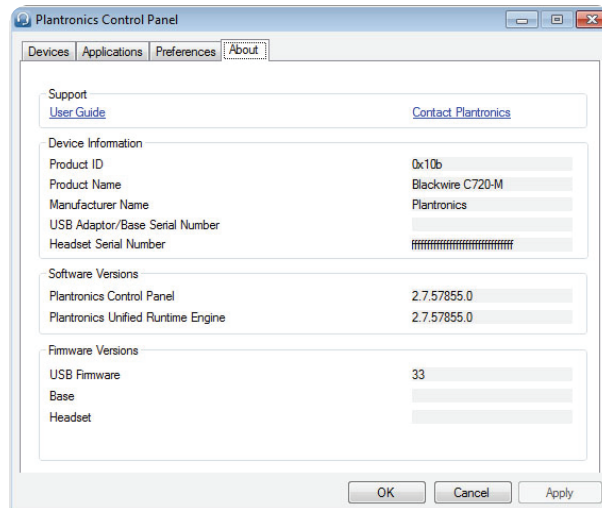 Plantronics Control Panel
Devices Applications Preferences About
Support
User Guide Contact Plantronics
Device Information
Product ID 0x10b
Product Name Blackwire C720-M
Manufacturer Name Plantronics
USB Adaptor/Base Serial Number
Headset Serial Number
Software Versions
Plantronics Control Panel 2.7.57855.0
Plantronics Unified Runtime Engine 2.7.57855.0
Firmware Versions
USB Firmware 33
Base
Headset
OK Cancel Apply